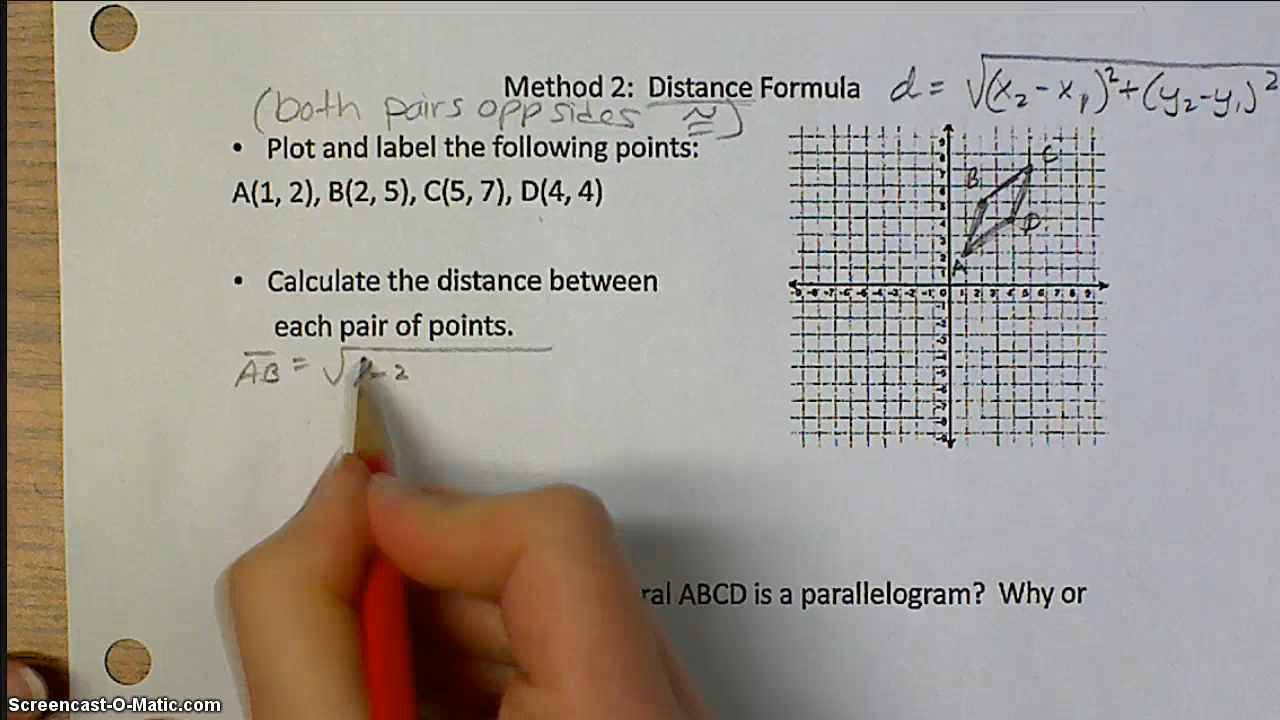 Method 2: Distance Formula d = √(x₂ - x₁)² + (y₂ - y₁)²
(both pairs opp sides ≅)
• Plot and label the following points:
A(1, 2), B(2, 5), C(5, 7), D(4, 4)
C
B
D
A
• Calculate the distance between
each pair of points.
AB = √ - 2
ral ABCD is a parallelogram? Why or
Screencast-O-Matic.com